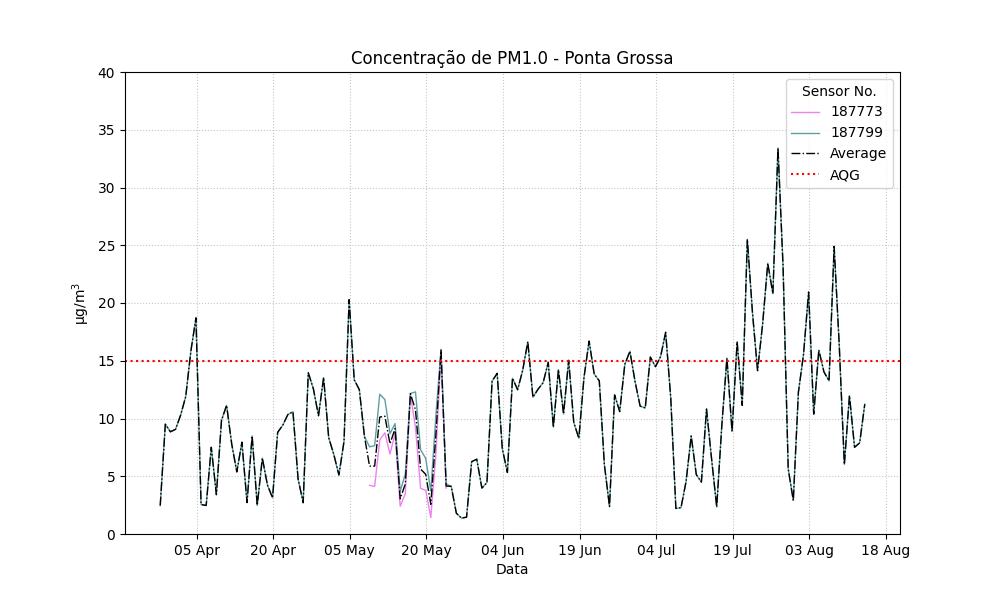 Concentração de PM1.0 - Ponta Grossa
40
35
30
25
20
15
10
5
0
µg/m³
Sensor No.
187773
187799
Average
AQG
05 Apr
20 Apr
05 May
20 May
04 Jun
19 Jun
04 Jul
19 Jul
03 Aug
18 Aug
Data